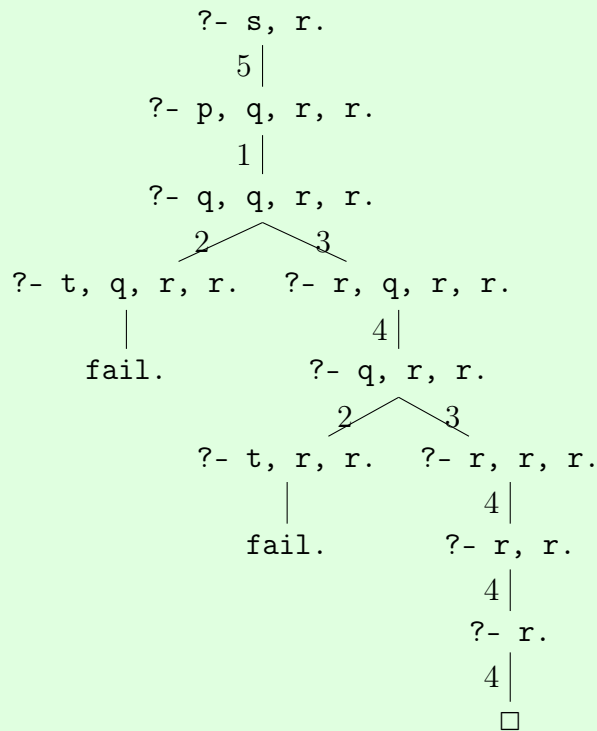 ?- s, r.
5
?- p, q, r, r.
1
?- q, q, r, r.
2 3
?- t, q, r, r. ?- r, q, r, r.
4
fail. ?- q, r, r.
2 3
?- t, r, r. ?- r, r, r.
4
fail. ?- r, r.
4
?- r.
4
□